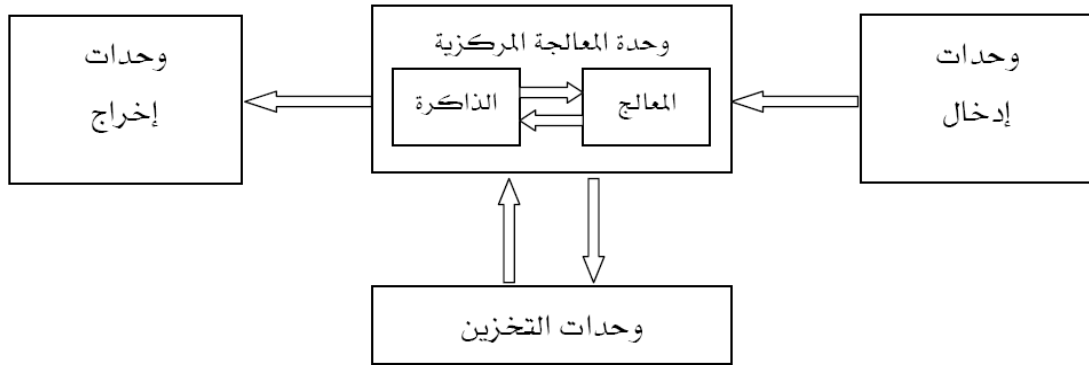 وحدات
إدخال
وحدة المعالجة المركزية
المعالج
الذاكرة
وحدات
إخراج
وحدات التخزين